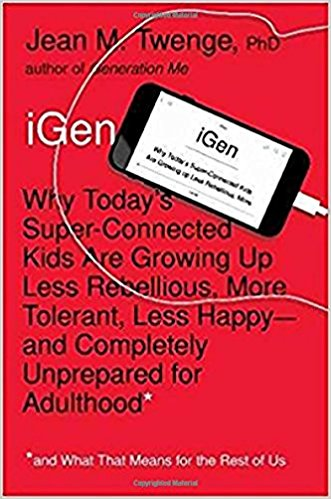 Jean M. Twenge, PhD
author of Generation Me
iGen
iGen
Why Today's Super-Connected Kids
Are Growing Up Less Rebellious, More
Why Today's
Super-Connected
Kids Are Growing Up
Less Rebellious, More
Tolerant, Less Happy—
and Completely
Unprepared for
Adulthood*
*and What That Means for the Rest of Us